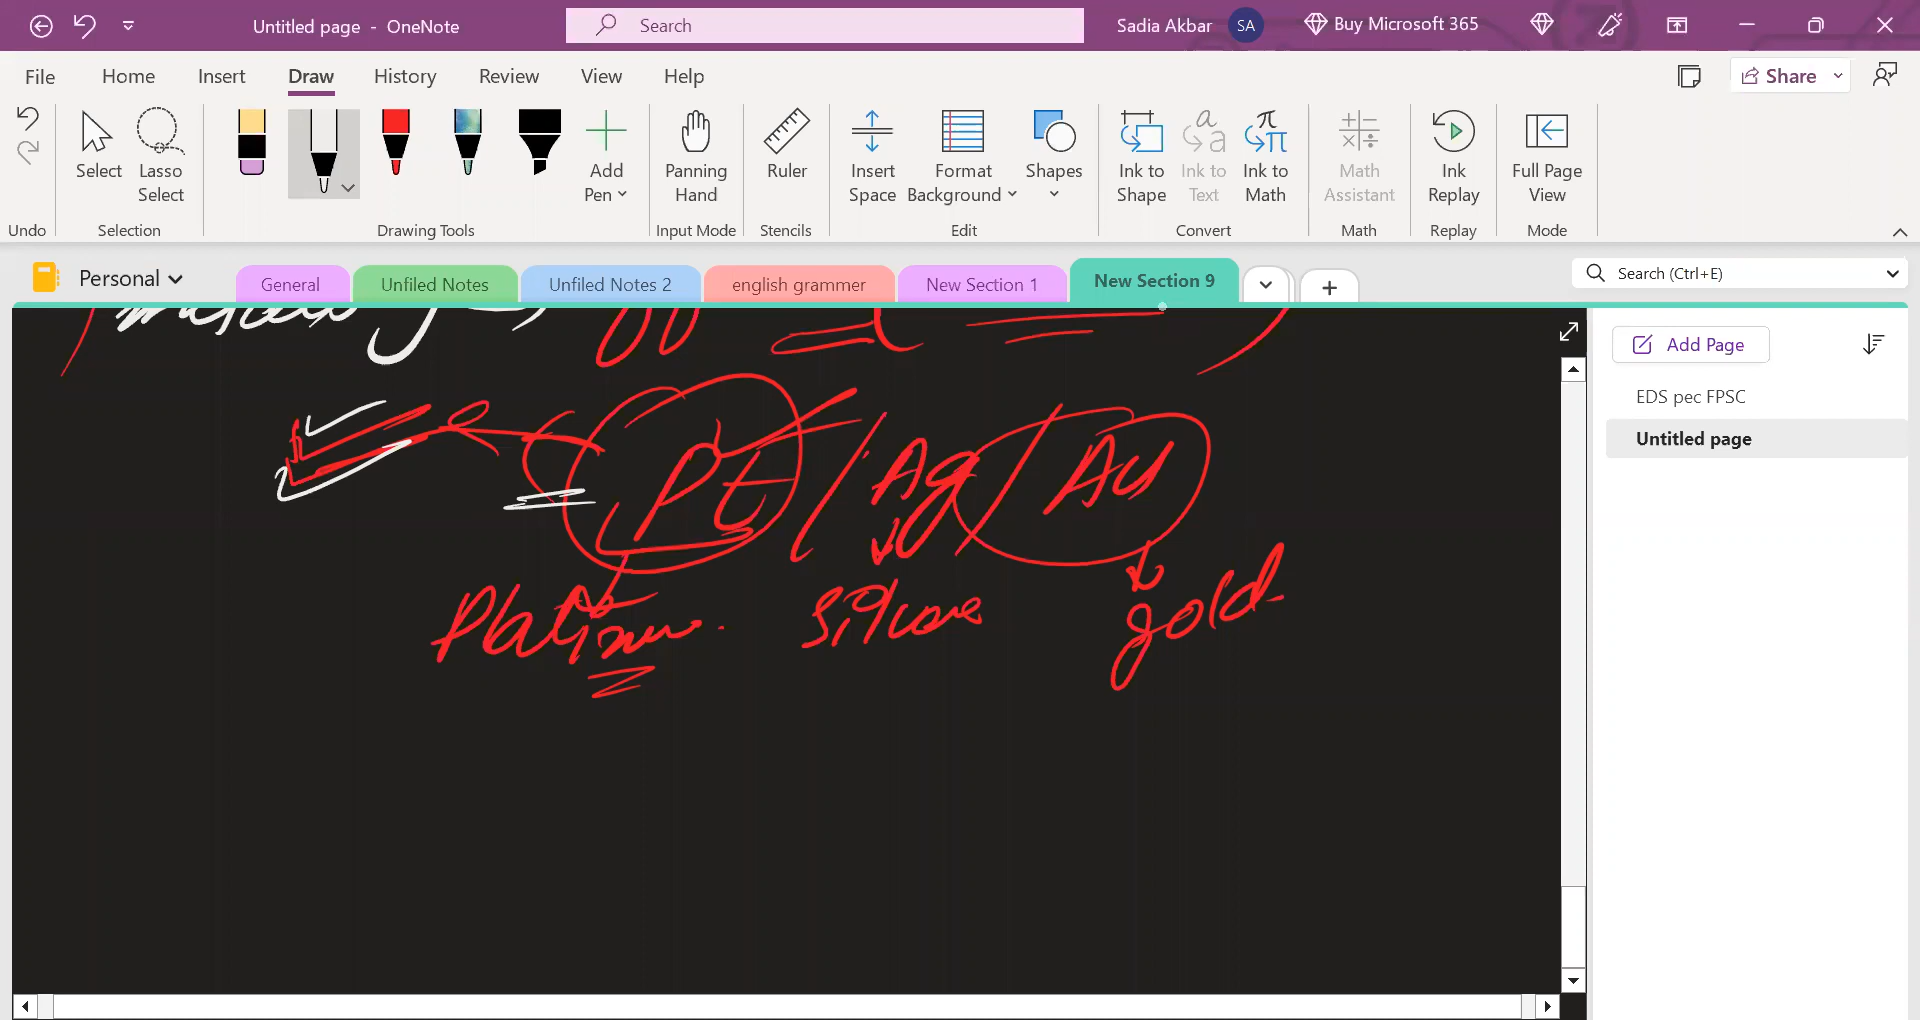 Untitled page - OneNote
Search
Sadia Akbar SA
Buy Microsoft 365
File Home Insert Draw History Review View Help
Share
Select
Lasso Select
Add Pen
Panning Hand
Ruler
Insert Space
Format Background
Shapes
Ink to Shape
Ink to Text
Ink to Math
Math Assistant
Ink Replay
Full Page View
Undo Selection Drawing Tools Input Mode Stencils Edit Convert Math Replay Mode
Personal General Unfiled Notes Unfiled Notes 2 english grammer New Section 1 New Section 9
Search (Ctrl+E)
Add Page
EDS pec FPSC
Untitled page
Pt / Ag / Au
gold